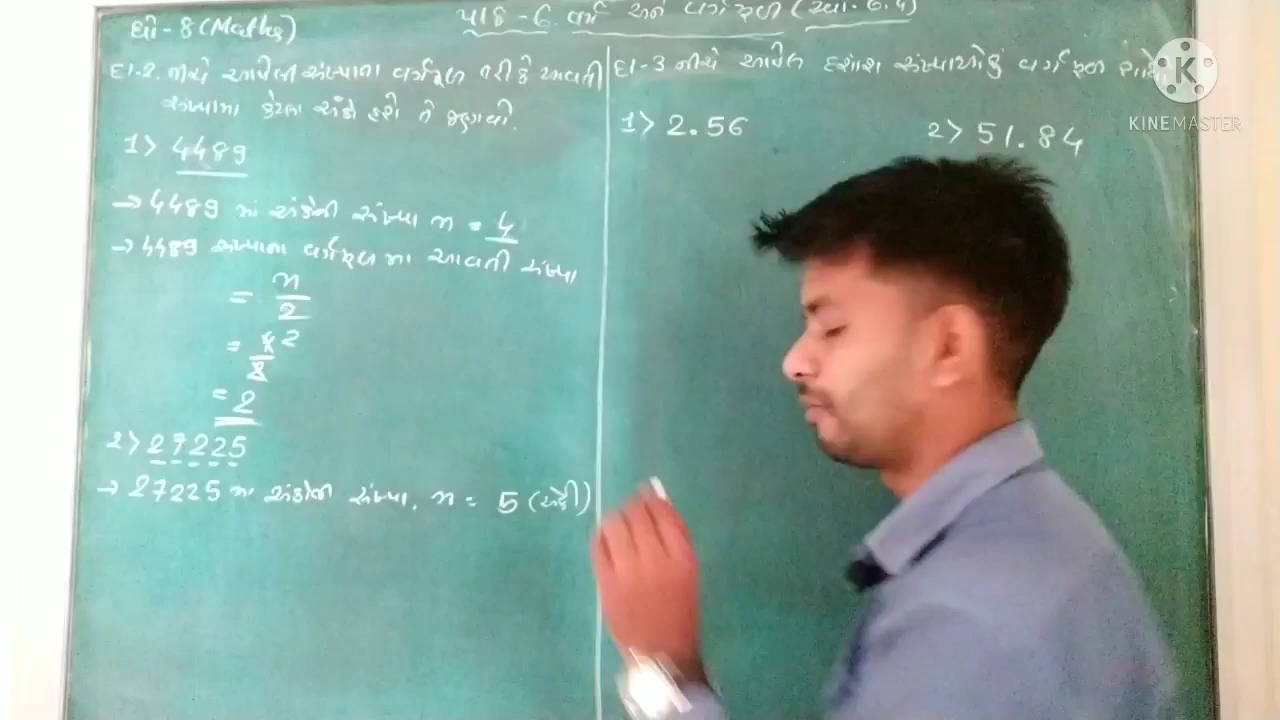 ધો - 8 (Maths)
પાઠ - 6. વર્ગ અને વર્ગમૂળ (સ્વા. 6.4)
દા-2. નીચે આપેલી સંખ્યાના વર્ગમૂળ તરીકે આવતી
સંખ્યામાં કેટલા અંકો હશે તે જણાવો.
1> 4489
→ 4489 માં અંકોની સંખ્યા n = 4
→ 4489 સંખ્યાના વર્ગમૂળમાં આવતી સંખ્યા
= n/2
= 4/2 2
= 2
2> 27225
→ 27225 માં અંકોની સંખ્યા, n = 5 (એકી)
દા-3 નીચે આપેલ દશાંશ સંખ્યાઓનું વર્ગમૂળ શોધો
1> 2.56
2> 51.84
K
KINEMASTER